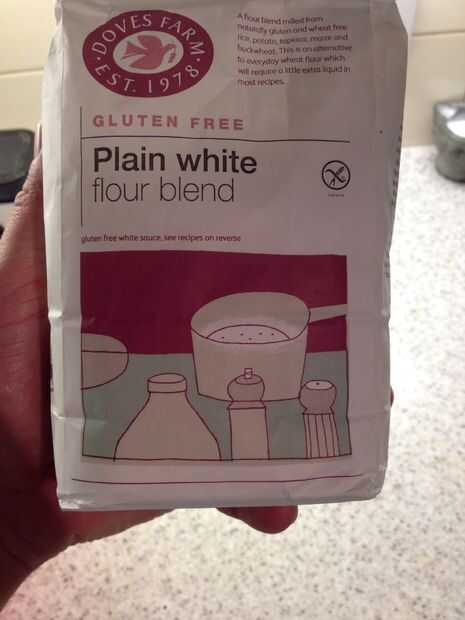 DOVES FARM
EST. 1978
A flour blend milled from
naturally gluten and wheat free
rice, potato, tapioca, maize and
buckwheat. This is an alternative
to everyday wheat flour which
will require a little extra liquid in
most recipes.
GLUTEN FREE
Plain white
flour blend
gluten free white sauce, see recipes on reverse